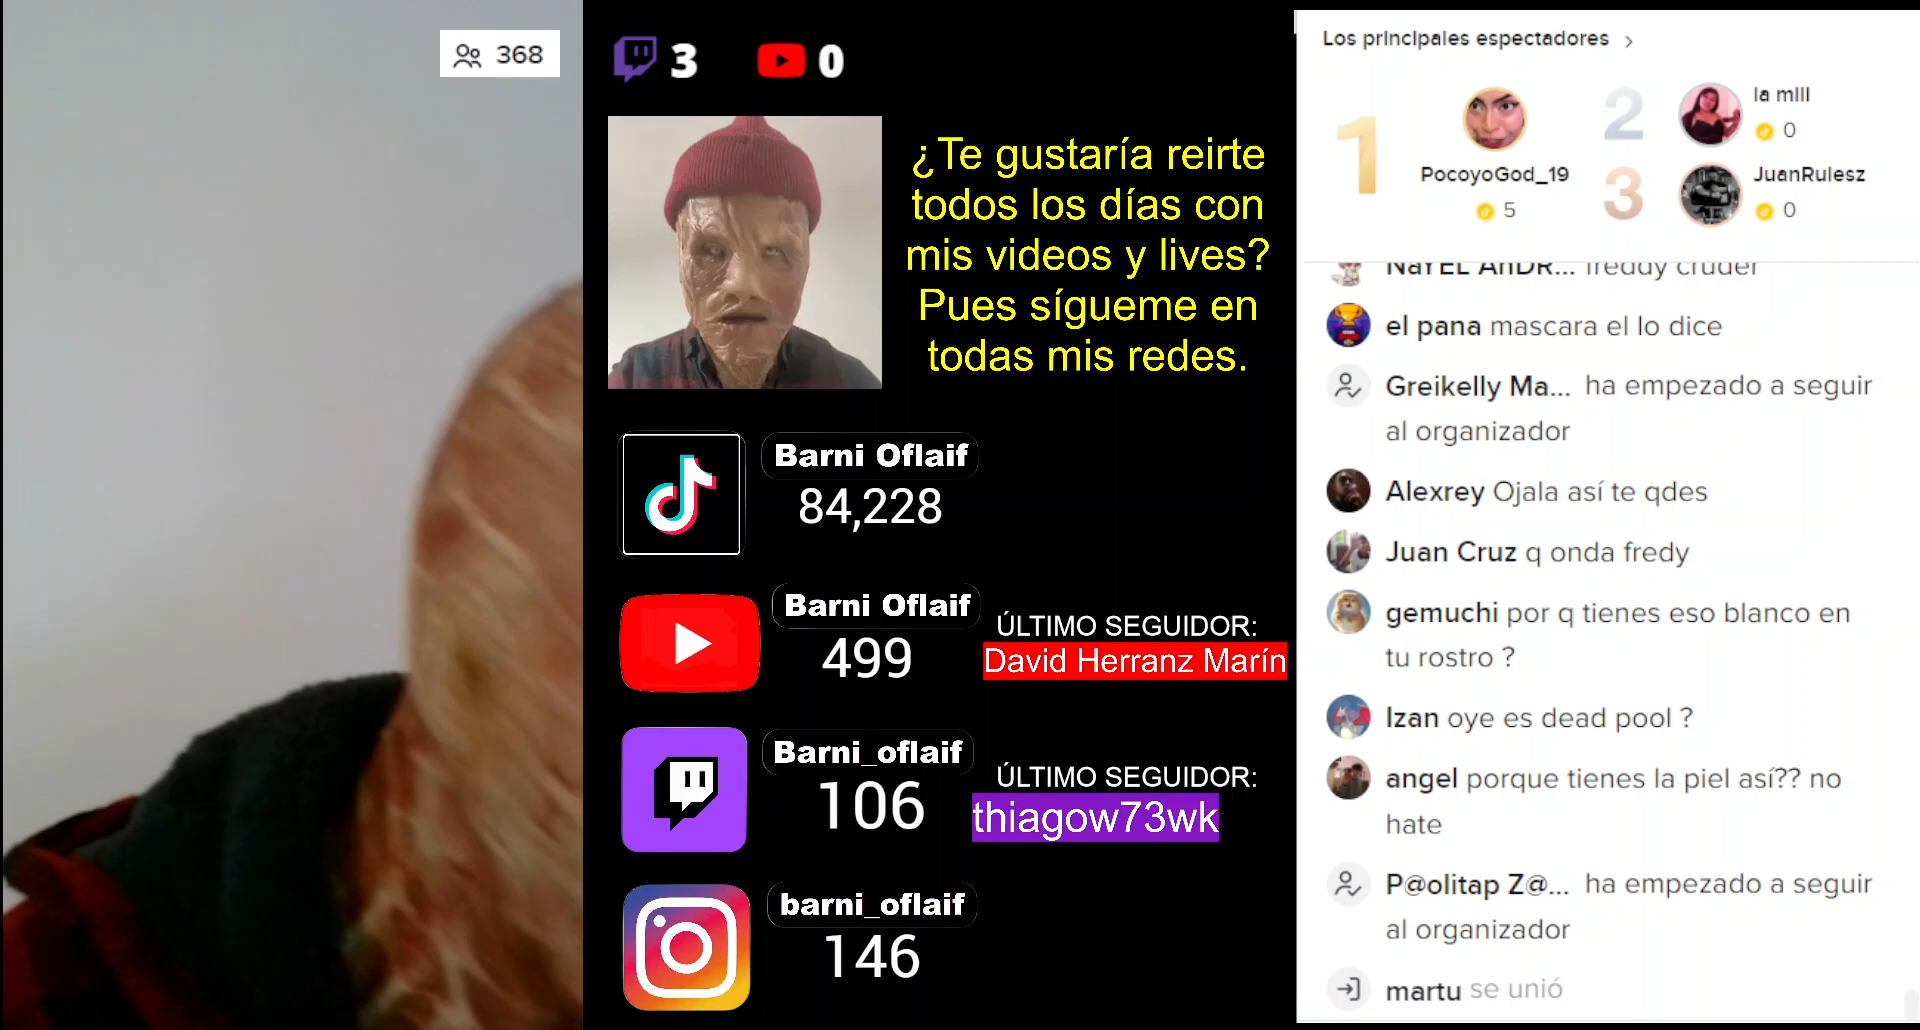 368
3
0
¿Te gustaría reirte
todos los días con
mis videos y lives?
Pues sígueme en
todas mis redes.
Barni Oflaif
84,228
Barni Oflaif
499
ÚLTIMO SEGUIDOR:
David Herranz Marín
Barni_oflaif
106
ÚLTIMO SEGUIDOR:
thiagow73wk
barni_oflaif
146
Los principales espectadores
1
PocoyoGod_19
5
2
la mill
0
3
JuanRulesz
0
NaYEL AnDR... freddy cruder
el pana mascara el lo dice
Greikelly Ma... ha empezado a seguir
al organizador
Alexrey Ojala así te qdes
Juan Cruz q onda fredy
gemuchi por q tienes eso blanco en
tu rostro ?
Izan oye es dead pool ?
angel porque tienes la piel así?? no
hate
P@olitap Z@... ha empezado a seguir
al organizador
martu se unió